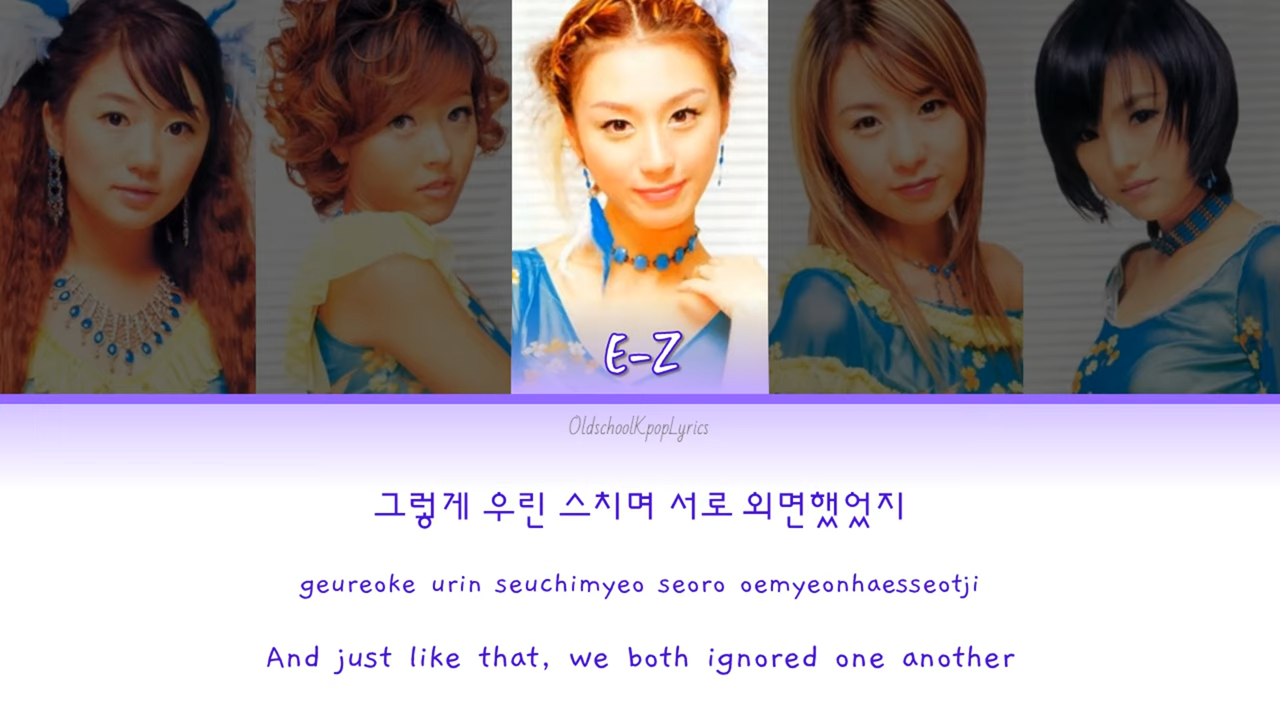 E-Z
OldschoolKpopLyrics
그렇게 우린 스치며 서로 외면했었지
geureoke urin seuchimyeo seoro oemyeonhaesseotji
And just like that, we both ignored one another